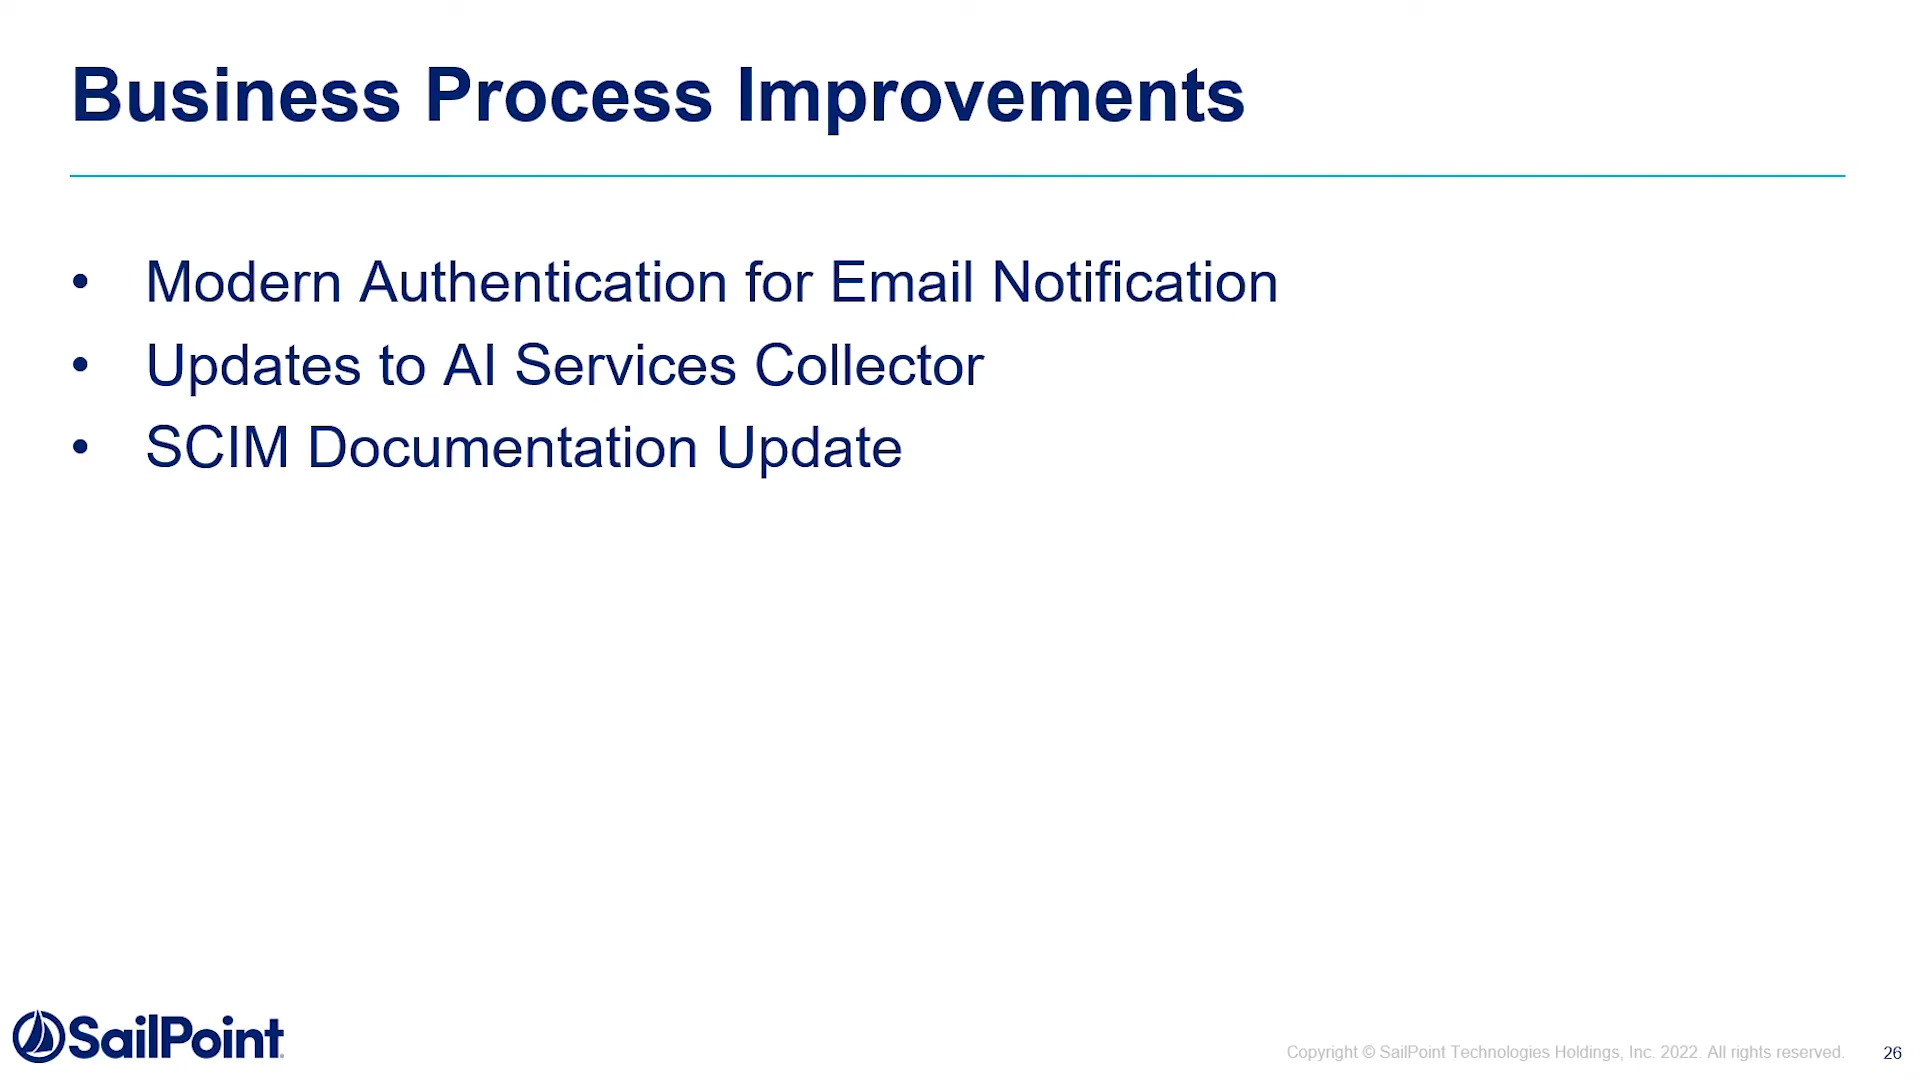 Business Process Improvements
• Modern Authentication for Email Notification
• Updates to AI Services Collector
• SCIM Documentation Update
SailPoint
Copyright © SailPoint Technologies Holdings, Inc. 2022. All rights reserved. 26